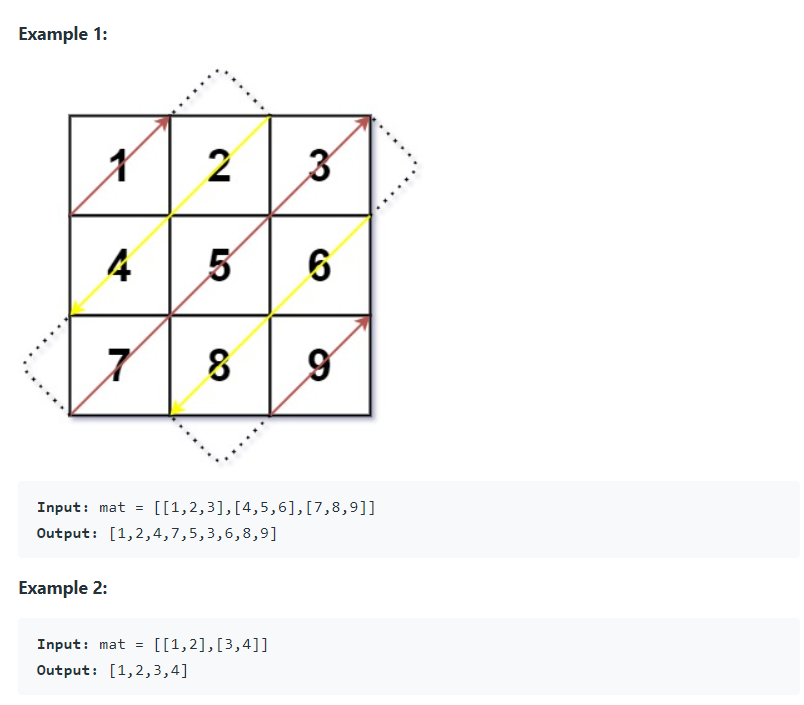 Example 1:
1 2 3
4 5 6
7 8 9
Input: mat = [[1,2,3],[4,5,6],[7,8,9]]
Output: [1,2,4,7,5,3,6,8,9]
Example 2:
Input: mat = [[1,2],[3,4]]
Output: [1,2,3,4]